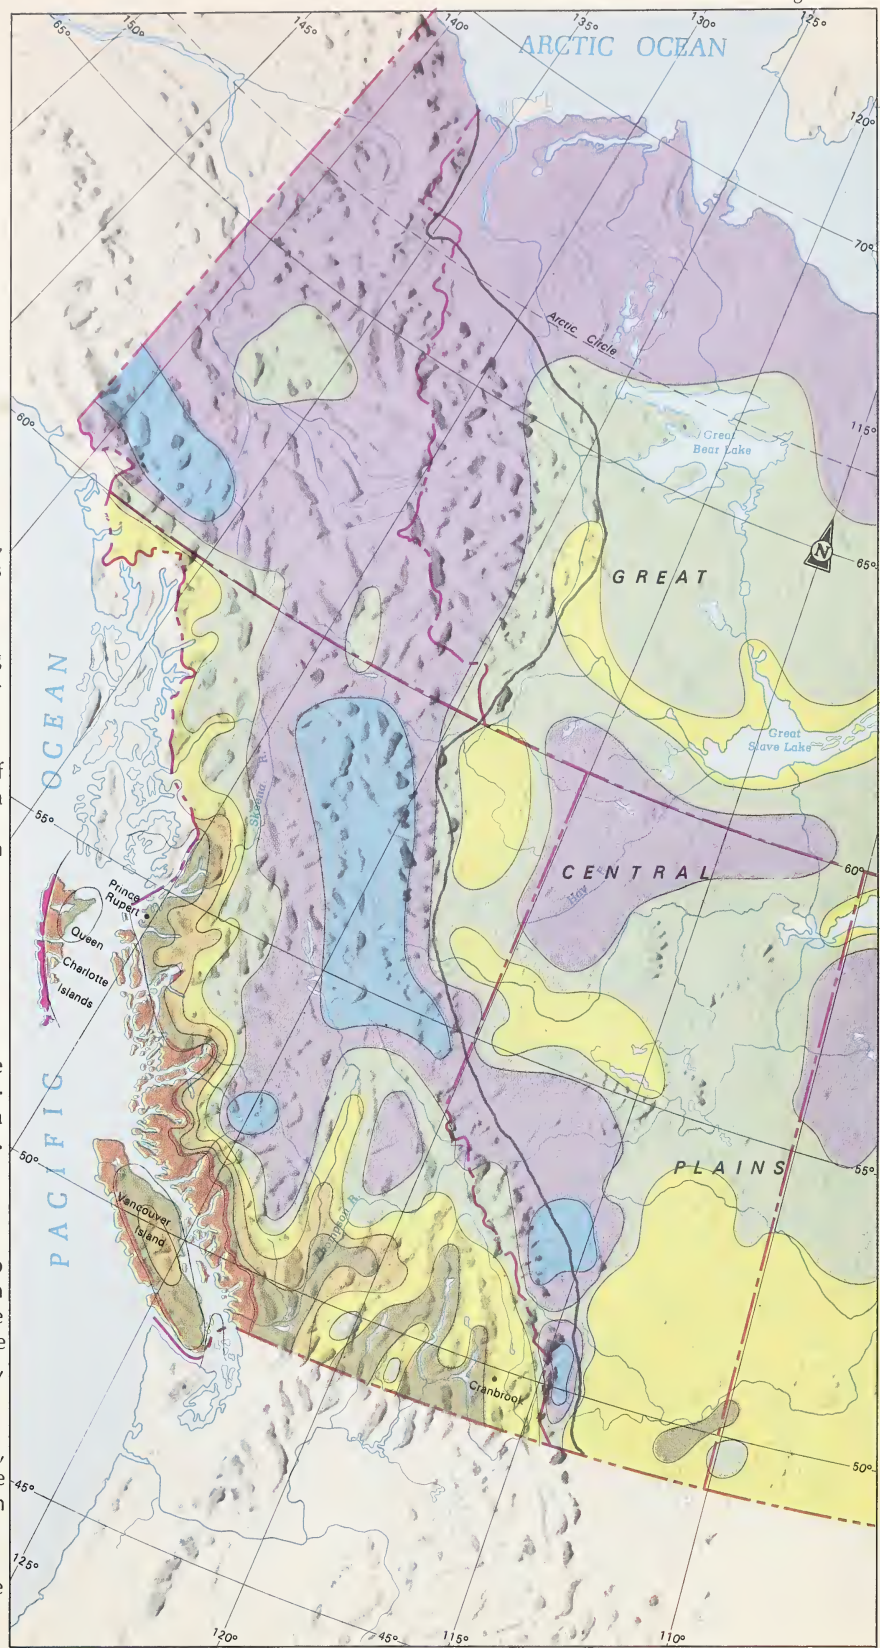 65°
150°
145°
140°
135°
130°
125°
ARCTIC OCEAN
120°
70°
Arctic Circle
60°
115°
Great
Bear Lake
N
65°
GREAT
PACIFIC OCEAN
Great
Slave Lake
Skeena R.
55°
CENTRAL
60°
Hay
Prince
Rupert
Queen
Charlotte
Islands
50°
PLAINS
55°
Vancouver
Island
Cranbrook
50°
45°
125°
120°
45°
115°
110°